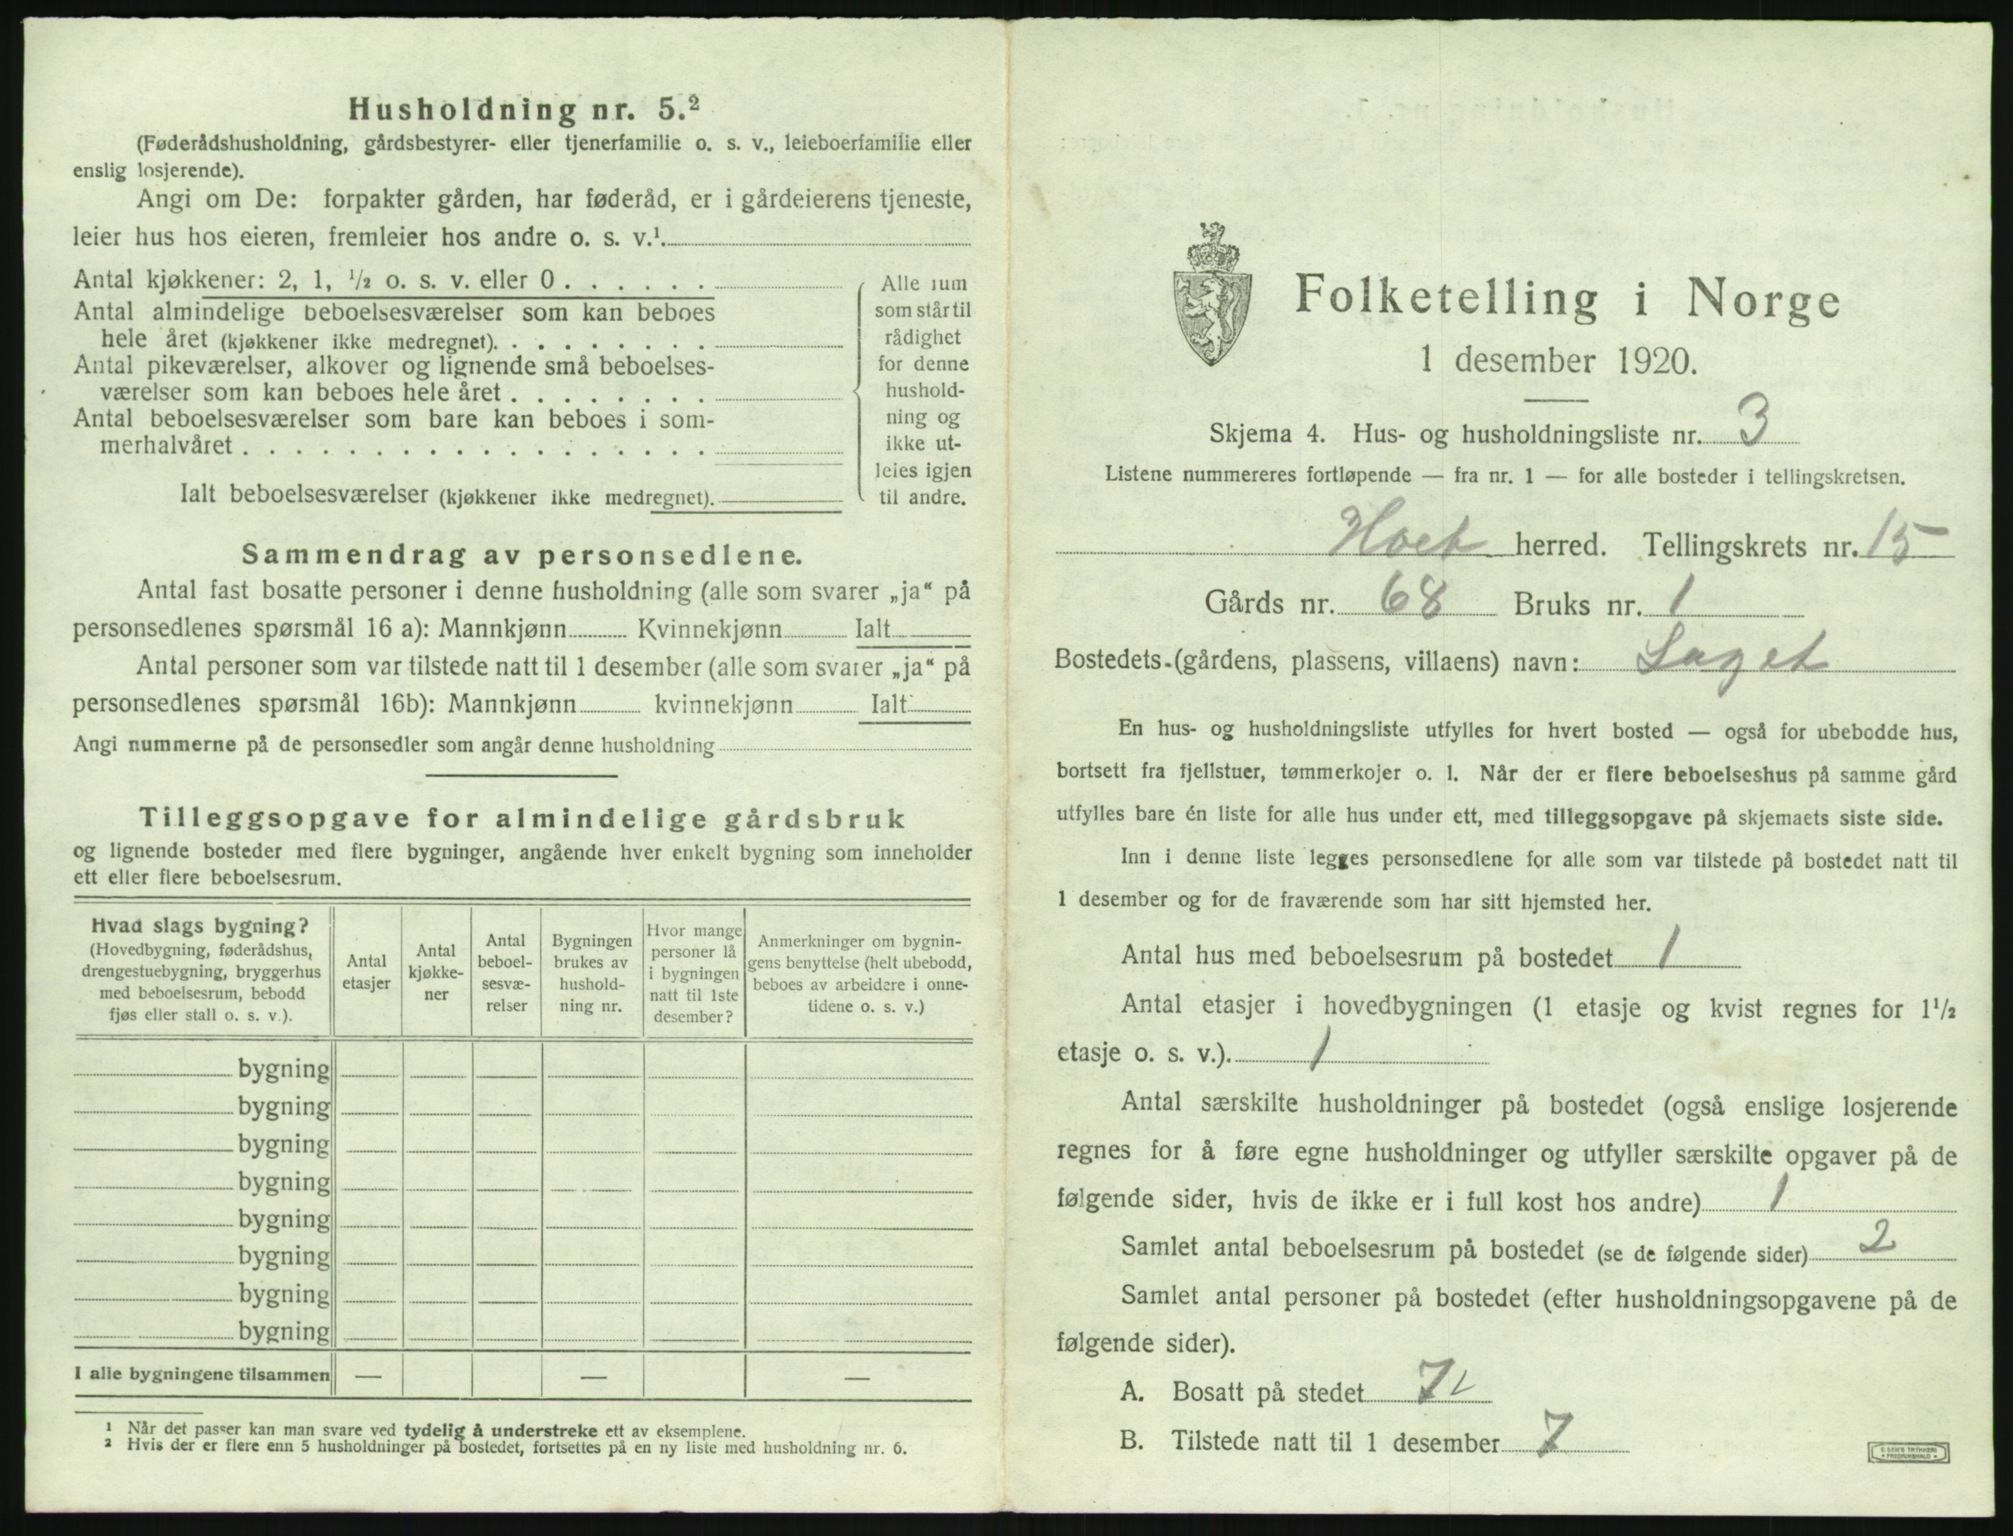 Husholdning nr. 5.²
(Føderådshusholdning, gårdsbestyrer- eller tjenerfamilie o. s. v., leieboerfamilie eller
enslig losjerende).
Angi om De: forpakter gården, har føderåd, er i gårdeierens tjeneste,
leier hus hos eieren, fremleier hos andre o. s. v.¹
Antal kjøkkener: 2, 1, ½ o. s. v. eller 0
Antal almindelige beboelsesværelser som kan beboes
hele året (kjøkkener ikke medregnet)
Antal pikeværelser, alkover og lignende små beboelses-
værelser som kan beboes hele året
Antal beboelsesværelser som bare kan beboes i som-
merhalvåret
Ialt beboelsesværelser (kjøkkener ikke medregnet)
Alle rum
som står til
rådighet
for denne
hushold-
ning og
ikke ut-
leies igjen
til andre.
Sammendrag av personsedlene.
Antal fast bosatte personer i denne husholdning (alle som svarer „ja“ på
personsedlenes spørsmål 16 a): Mannkjønn Kvinnekjønn Ialt
Antal personer som var tilstede natt til 1 desember (alle som svarer „ja“ på
personsedlenes spørsmål 16b): Mannkjønn kvinnekjønn Ialt
Angi nummerne på de personsedler som angår denne husholdning
Tilleggsopgave for almindelige gårdsbruk
og lignende bosteder med flere bygninger, angående hver enkelt bygning som inneholder
ett eller flere beboelsesrum.
Hvad slags bygning?
(Hovedbygning, føderådshus,
drengestuebygning, bryggerhus
med beboelsesrum, bebodd
fjøs eller stall o. s. v.).
Antal
etasjer
Antal
kjøkke-
ner
Antal
beboel-
sesvæ-
relser
Bygningen
brukes av
hushold-
ning nr.
Hvor mange
personer lå
i bygningen
natt til 1ste
desember?
Anmerkninger om bygnin-
gens benyttelse (helt ubebodd,
beboes av arbeidere i onne-
tidene o. s. v.)
bygning
bygning
bygning
bygning
bygning
bygning
bygning
bygning
I alle bygningene tilsammen — — —
¹ Når det passer kan man svare ved tydelig å understreke ett av eksemplene.
² Hvis der er flere enn 5 husholdninger på bostedet, fortsettes på en ny liste med husholdning nr. 6.
Folketelling i Norge
1 desember 1920.
Skjema 4. Hus- og husholdningsliste nr. 3
Listene nummereres fortløpende — fra nr. 1 — for alle bosteder i tellingskretsen.
Hoet herred. Tellingskrets nr. 15
Gårds nr. 68 Bruks nr. 1
Bostedets (gårdens, plassens, villaens) navn: Saget
En hus- og husholdningsliste utfylles for hvert bosted — også for ubebodde hus,
bortsett fra fjellstuer, tømmerkojer o. l. Når der er flere beboelseshus på samme gård
utfylles bare én liste for alle hus under ett, med tilleggsopgave på skjemaets siste side.
Inn i denne liste legges personsedlene for alle som var tilstede på bostedet natt til
1 desember og for de fraværende som har sitt hjemsted her.
Antal hus med beboelsesrum på bostedet 1
Antal etasjer i hovedbygningen (1 etasje og kvist regnes for 1½
etasje o. s. v.). 1
Antal særskilte husholdninger på bostedet (også enslige losjerende
regnes for å føre egne husholdninger og utfyller særskilte opgaver på de
følgende sider, hvis de ikke er i full kost hos andre) 1
Samlet antal beboelsesrum på bostedet (se de følgende sider) 2
Samlet antal personer på bostedet (efter husholdningsopgavene på de
følgende sider).
A. Bosatt på stedet 7
B. Tilstede natt til 1 desember 7